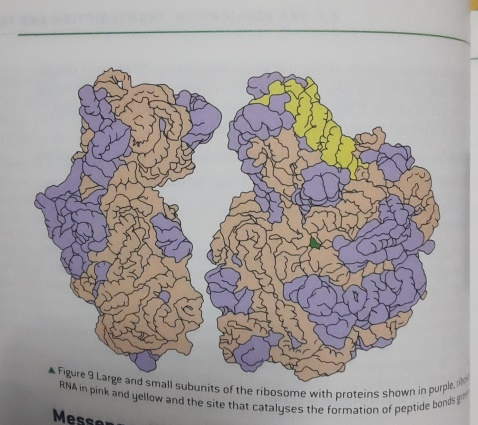 ▲ Figure 9 Large and small subunits of the ribosome with proteins shown in purple,
RNA in pink and yellow and the site that catalyses the formation of peptide bonds